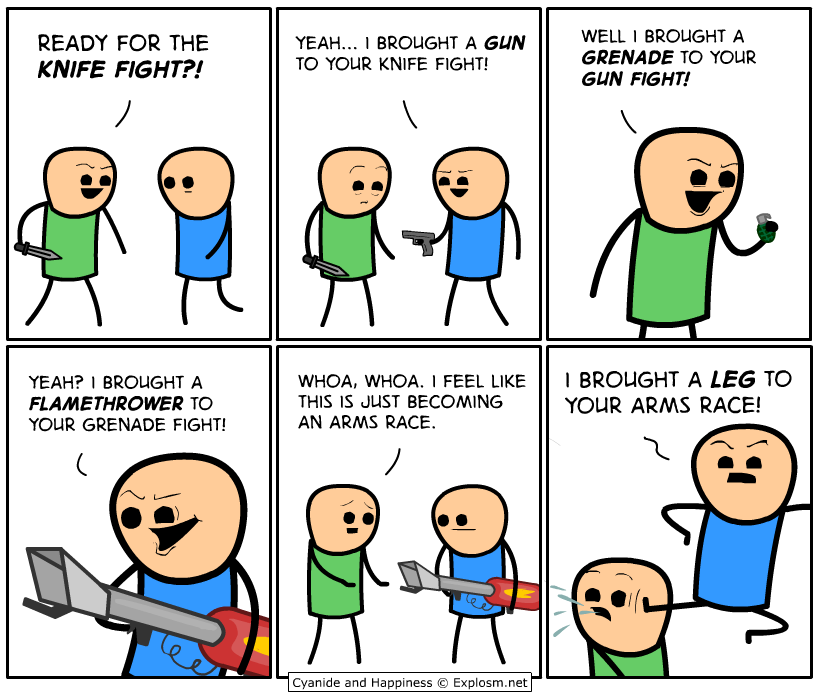 READY FOR THE
KNIFE FIGHT?!
YEAH... I BROUGHT A GUN
TO YOUR KNIFE FIGHT!
WELL I BROUGHT A
GRENADE TO YOUR
GUN FIGHT!
YEAH? I BROUGHT A
FLAMETHROWER TO
YOUR GRENADE FIGHT!
WHOA, WHOA. I FEEL LIKE
THIS IS JUST BECOMING
AN ARMS RACE.
I BROUGHT A LEG TO
YOUR ARMS RACE!
Cyanide and Happiness © Explosm.net